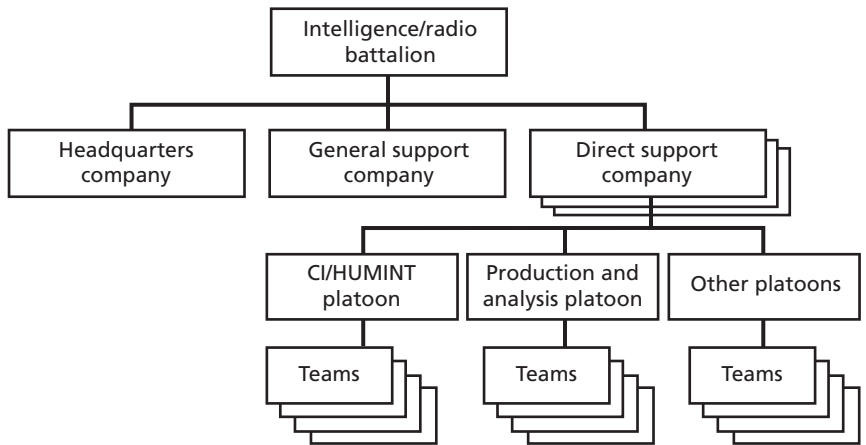 Intelligence/radio
battalion
Headquarters
company
General support
company
Direct support
company
CI/HUMINT
platoon
Production and
analysis platoon
Other platoons
Teams
Teams
Teams